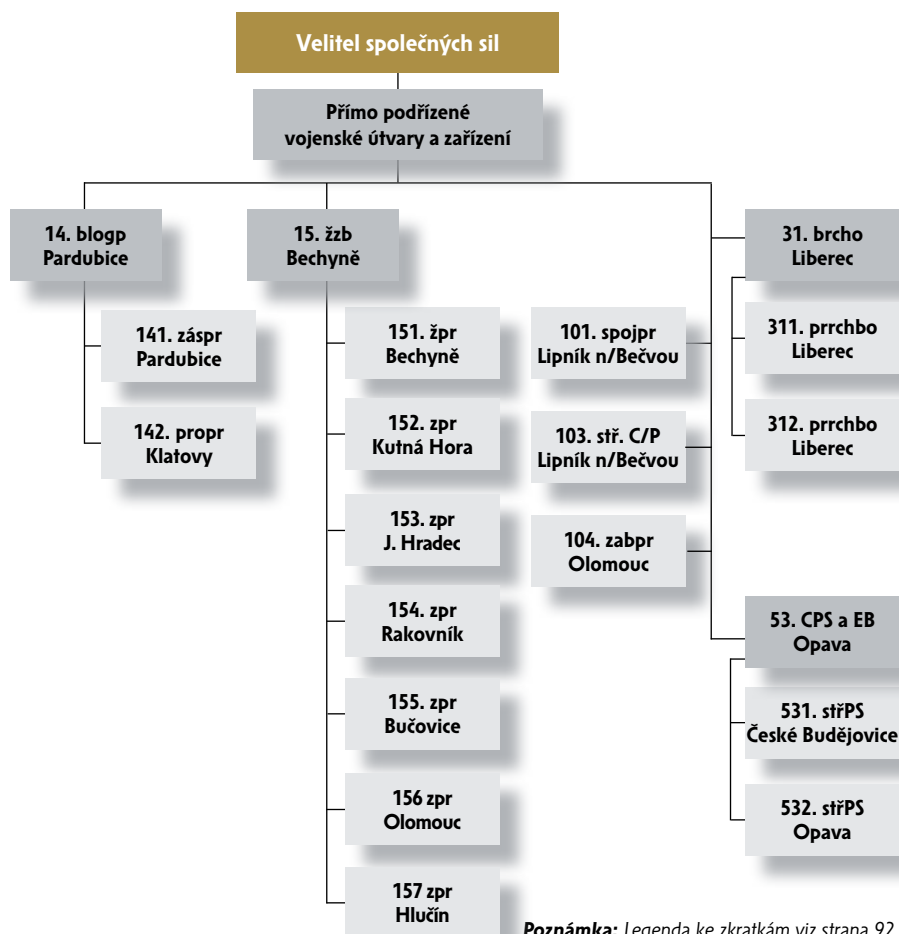 Velitel společných sil
Přímo podřízené
vojenské útvary a zařízení
14. blogp
Pardubice
141. záspr
Pardubice
142. propr
Klatovy
15. žzb
Bechyně
151. žpr
Bechyně
152. zpr
Kutná Hora
153. zpr
J. Hradec
154. zpr
Rakovník
155. zpr
Bučovice
156 zpr
Olomouc
157 zpr
Hlučín
101. spojpr
Lipník n/Bečvou
103. stř. C/P
Lipník n/Bečvou
104. zabpr
Olomouc
31. brcho
Liberec
311. prrchbo
Liberec
312. prrchbo
Liberec
53. CPS a EB
Opava
531. střPS
České Budějovice
532. střPS
Opava
Poznámka: Legenda ke zkratkám viz strana 92